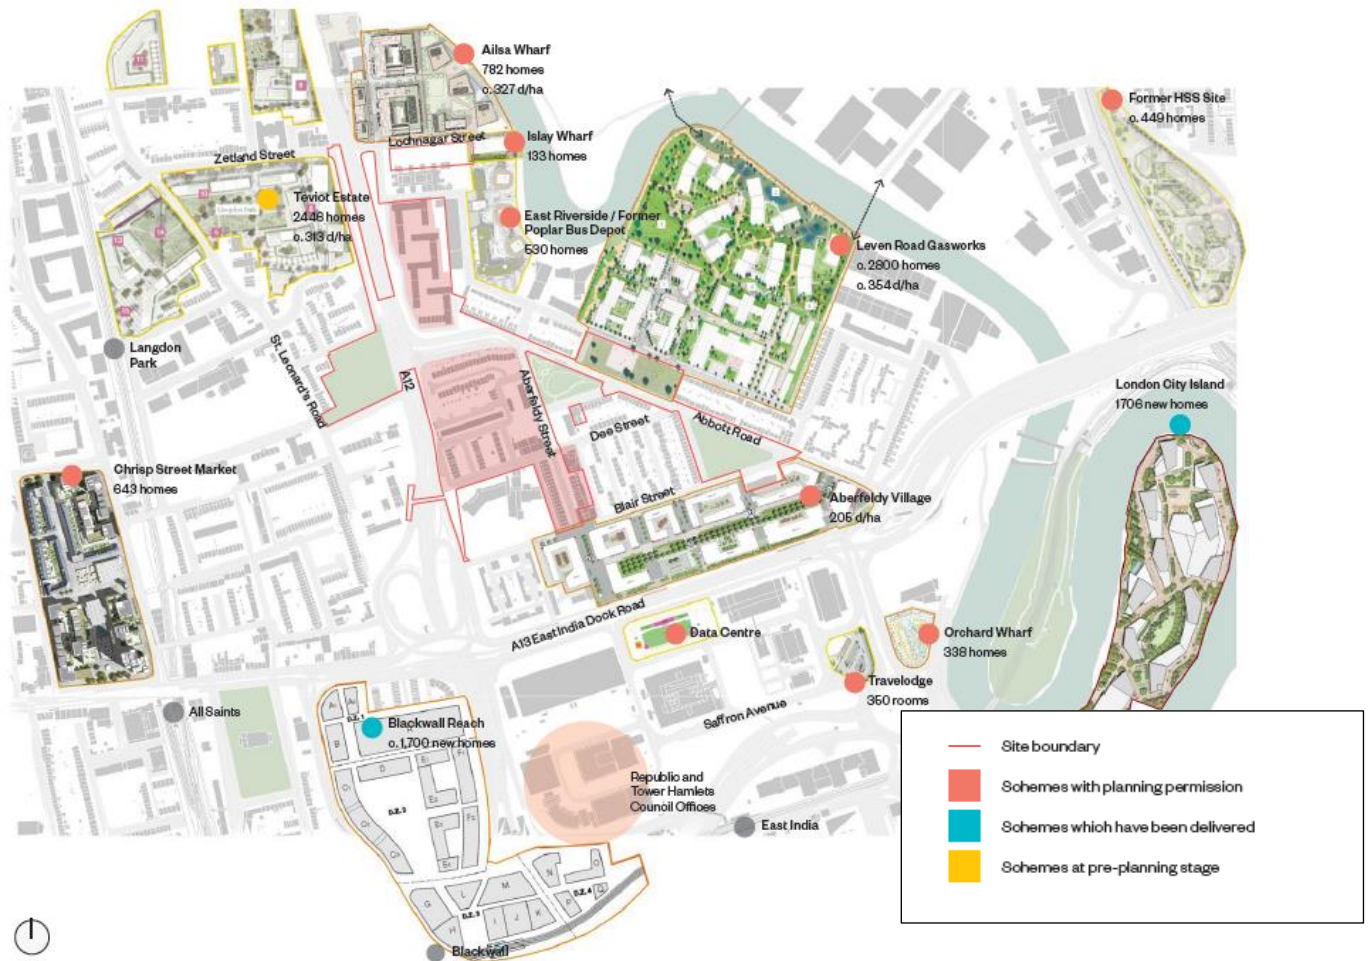 Ailsa Wharf
782 homes
c. 327 d/ha
Lochnagar Street
Islay Wharf
133 homes
Former HSS Site
c. 449 homes
Zetland Street
Teviot Estate
2448 homes
c. 313 d/ha
East Riverside / Former
Poplar Bus Depot
530 homes
Leven Road Gasworks
c. 2800 homes
c. 354 d/ha
Langdon
Park
St. Leonard's Road
A12
Aberfeldy Street
Dee Street
Abbott Road
London City Island
1706 new homes
Chrisp Street Market
643 homes
Blair Street
Aberfeldy Village
205 d/ha
A13 East India Dock Road
Data Centre
Orchard Wharf
338 homes
Travelodge
350 rooms
All Saints
Blackwall Reach
c. 1,700 new homes
Saffron Avenue
Republic and
Tower Hamlets
Council Offices
East India
Blackwall
B
D
D.Z. 3
G
H
L
M
N
O
P
I
J
K
D.Z. 4
Site boundary
Schemes with planning permission
Schemes which have been delivered
Schemes at pre-planning stage